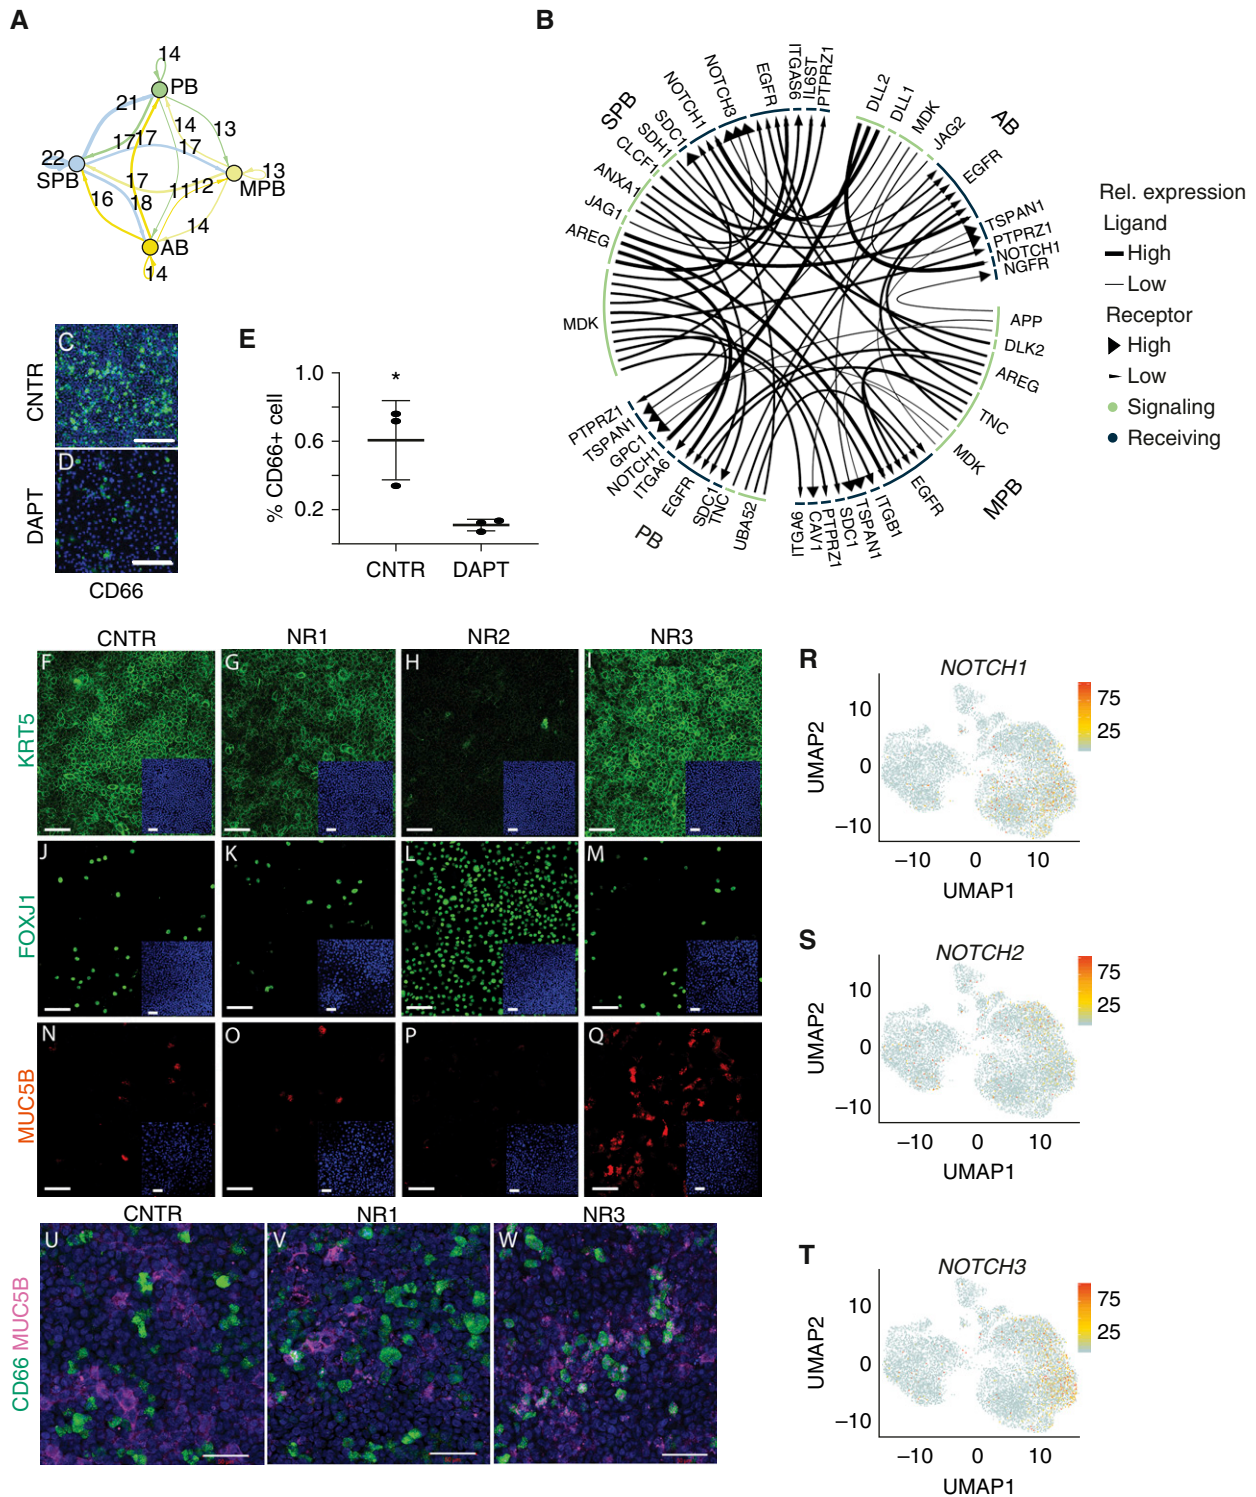 A
14
PB
21
14
13
17
17
17
22
SPB
13
MPB
17
11
12
16
18
14
AB
14
B
SPB
SDH1
SDC1
NOTCH1
NOTCH3
EGFR
ITGAS6
IL6ST
PTPRZ1
CLCF1
ANXA1
JAG1
AREG
MDK
AB
DLL2
DLL1
MDK
JAG2
EGFR
TSPAN1
PTPRZ1
NOTCH1
NGFR
APP
DLK2
AREG
TNC
MDK
MPB
EGFR
ITGB1
TSPAN1
SDC1
PTPRZ1
CAV1
ITGA6
PB
PTPRZ1
TSPAN1
GPC1
NOTCH1
ITGA6
EGFR
SDC1
TNC
UBA52
Rel. expression
Ligand
High
Low
Receptor
High
Low
Signaling
Receiving
C
CNTR
D
DAPT
CD66
E
% CD66+ cell
1.0
0.6
0.2
*
CNTR
DAPT
CNTR
NR1
NR2
NR3
KRT5
F
G
H
I
FOXJ1
J
K
L
M
MUC5B
N
O
P
Q
CNTR
NR1
NR3
CD66 MUC5B
U
V
W
R
NOTCH1
UMAP2
10
0
−10
75
25
−10
0
10
UMAP1
S
NOTCH2
UMAP2
10
0
−10
75
25
−10
0
10
UMAP1
T
NOTCH3
UMAP2
10
0
−10
75
25
−10
0
10
UMAP1